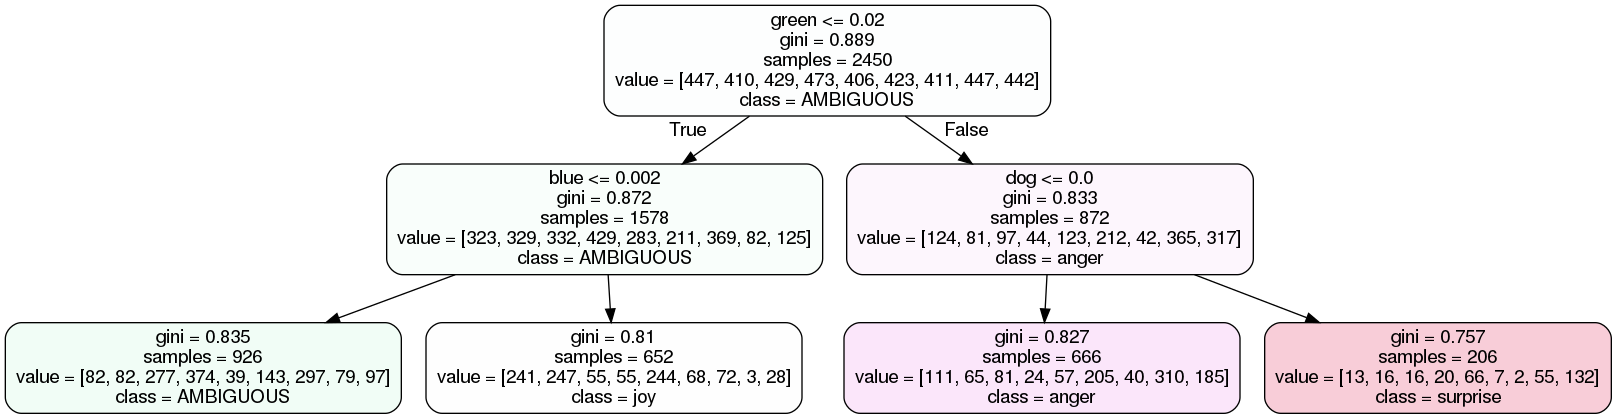 green <= 0.02
gini = 0.889
samples = 2450
value = [447, 410, 429, 473, 406, 423, 411, 447, 442]
class = AMBIGUOUS
True
False
blue <= 0.002
gini = 0.872
samples = 1578
value = [323, 329, 332, 429, 283, 211, 369, 82, 125]
class = AMBIGUOUS
dog <= 0.0
gini = 0.833
samples = 872
value = [124, 81, 97, 44, 123, 212, 42, 365, 317]
class = anger
gini = 0.835
samples = 926
value = [82, 82, 277, 374, 39, 143, 297, 79, 97]
class = AMBIGUOUS
gini = 0.81
samples = 652
value = [241, 247, 55, 55, 244, 68, 72, 3, 28]
class = joy
gini = 0.827
samples = 666
value = [111, 65, 81, 24, 57, 205, 40, 310, 185]
class = anger
gini = 0.757
samples = 206
value = [13, 16, 16, 20, 66, 7, 2, 55, 132]
class = surprise